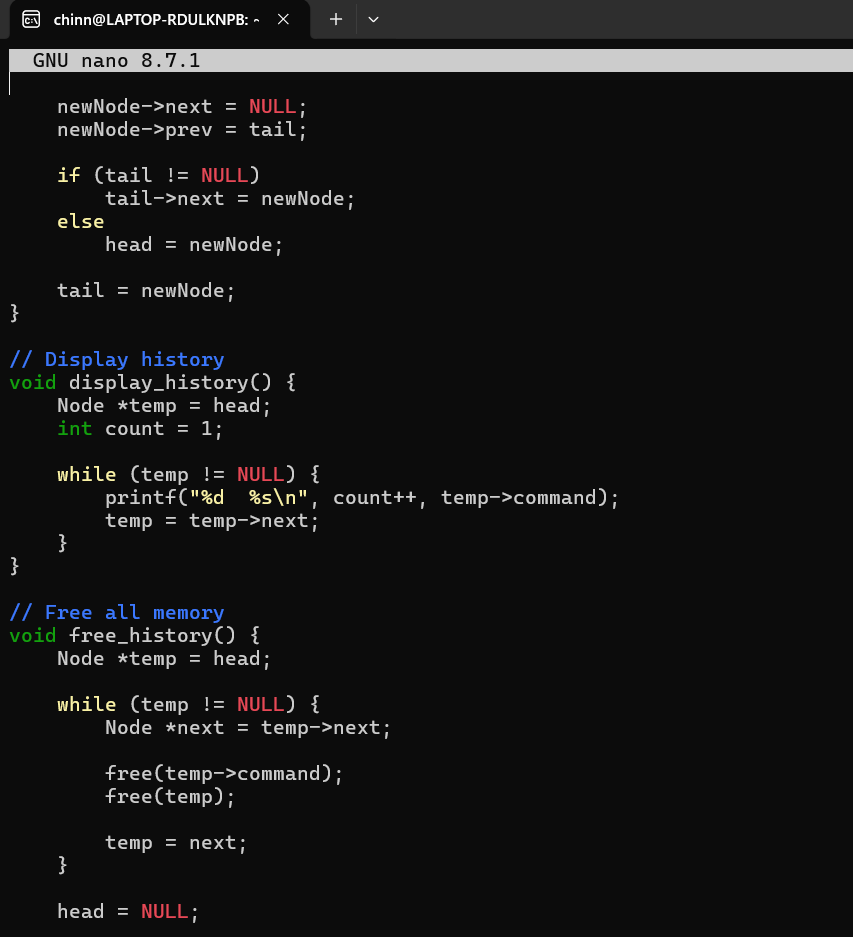 chinn@LAPTOP-RDULKNPB: ~
GNU nano 8.7.1
    newNode->next = NULL;
    newNode->prev = tail;

    if (tail != NULL)
        tail->next = newNode;
    else
        head = newNode;

    tail = newNode;
}

// Display history
void display_history() {
    Node *temp = head;
    int count = 1;

    while (temp != NULL) {
        printf("%d  %s\n", count++, temp->command);
        temp = temp->next;
    }
}

// Free all memory
void free_history() {
    Node *temp = head;

    while (temp != NULL) {
        Node *next = temp->next;

        free(temp->command);
        free(temp);

        temp = next;
    }

    head = NULL;